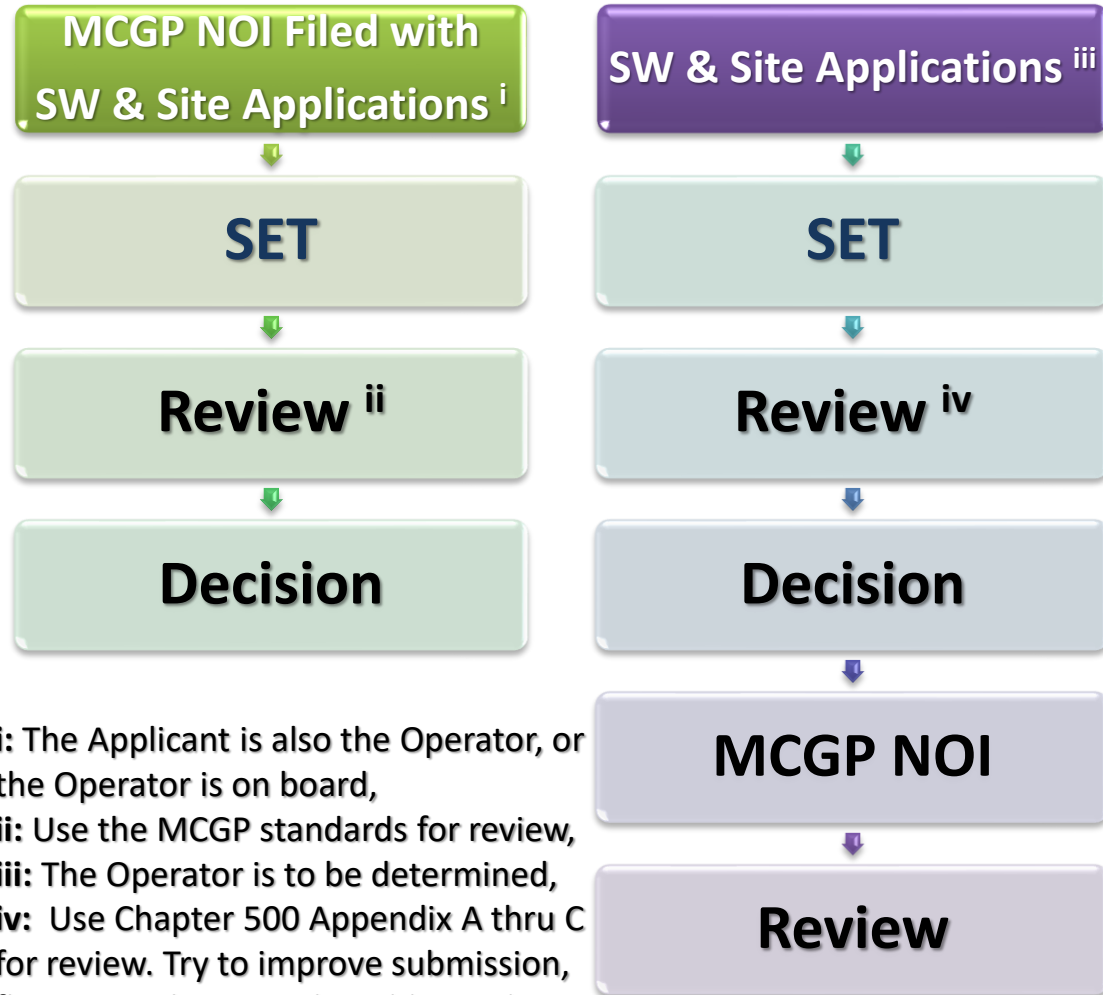 MCGP NOI Filed with
SW & Site Applications i
SET
Review ii
Decision
SW & Site Applications iii
SET
Review iv
Decision
MCGP NOI
Review
i: The Applicant is also the Operator, or
the Operator is on board,
ii: Use the MCGP standards for review,
iii: The Operator is to be determined,
iv: Use Chapter 500 Appendix A thru C
for review. Try to improve submission,